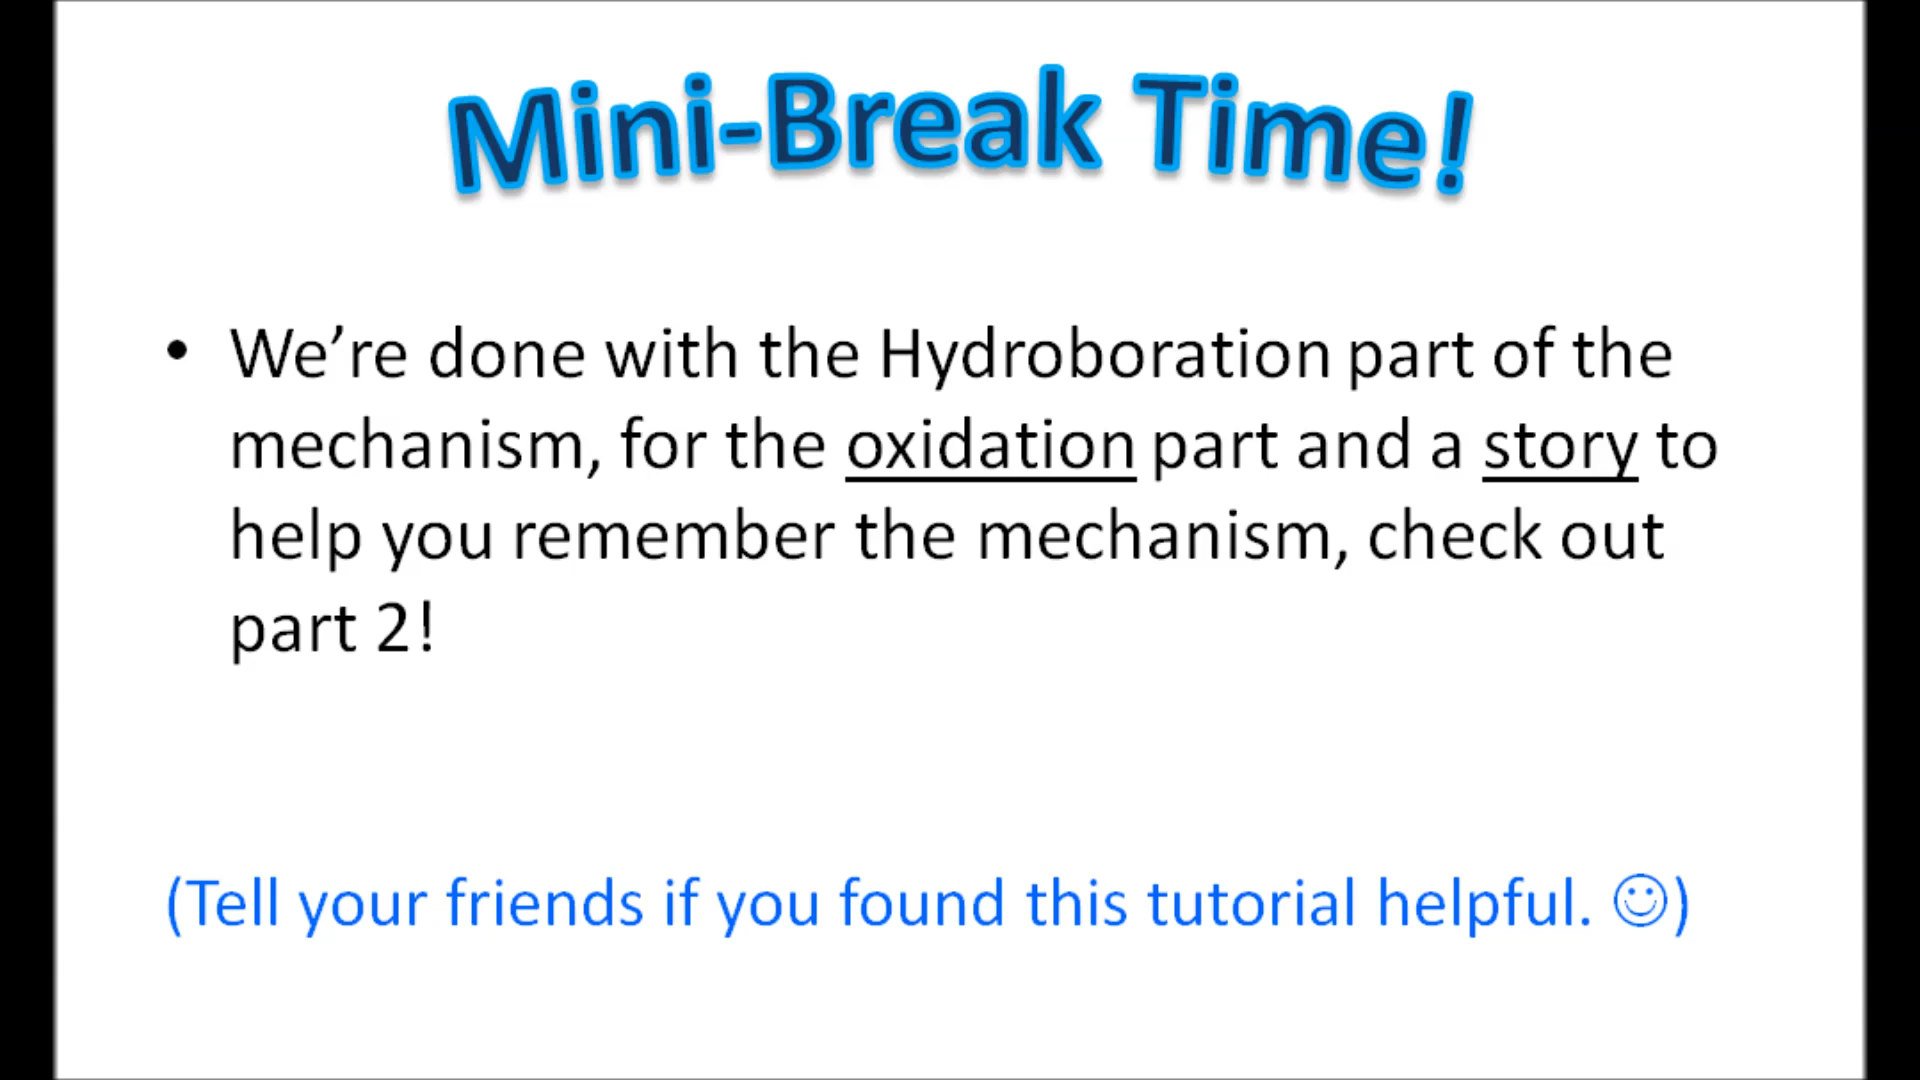 Mini-Break Time!
• We’re done with the Hydroboration part of the
mechanism, for the oxidation part and a story to
help you remember the mechanism, check out
part 2!
(Tell your friends if you found this tutorial helpful. ☺)